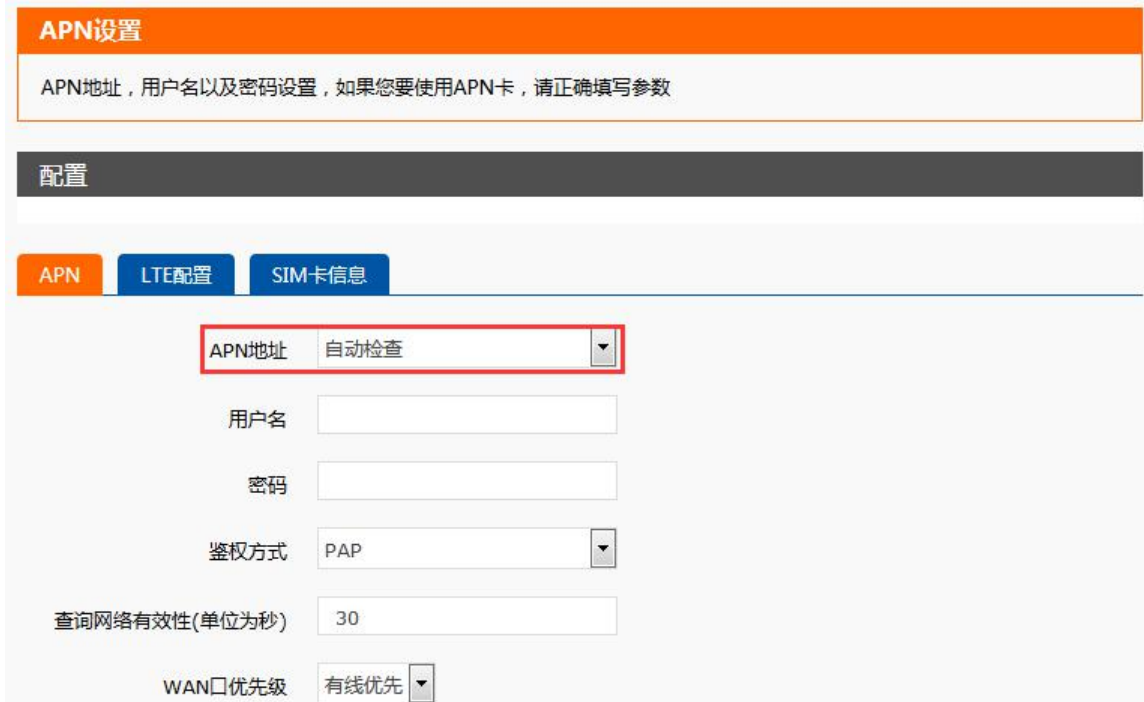 APN设置
APN地址，用户名以及密码设置，如果您要使用APN卡，请正确填写参数
配置
APN LTE配置 SIM卡信息
APN地址 自动检查
用户名
密码
鉴权方式 PAP
查询网络有效性(单位为秒) 30
WAN口优先级 有线优先